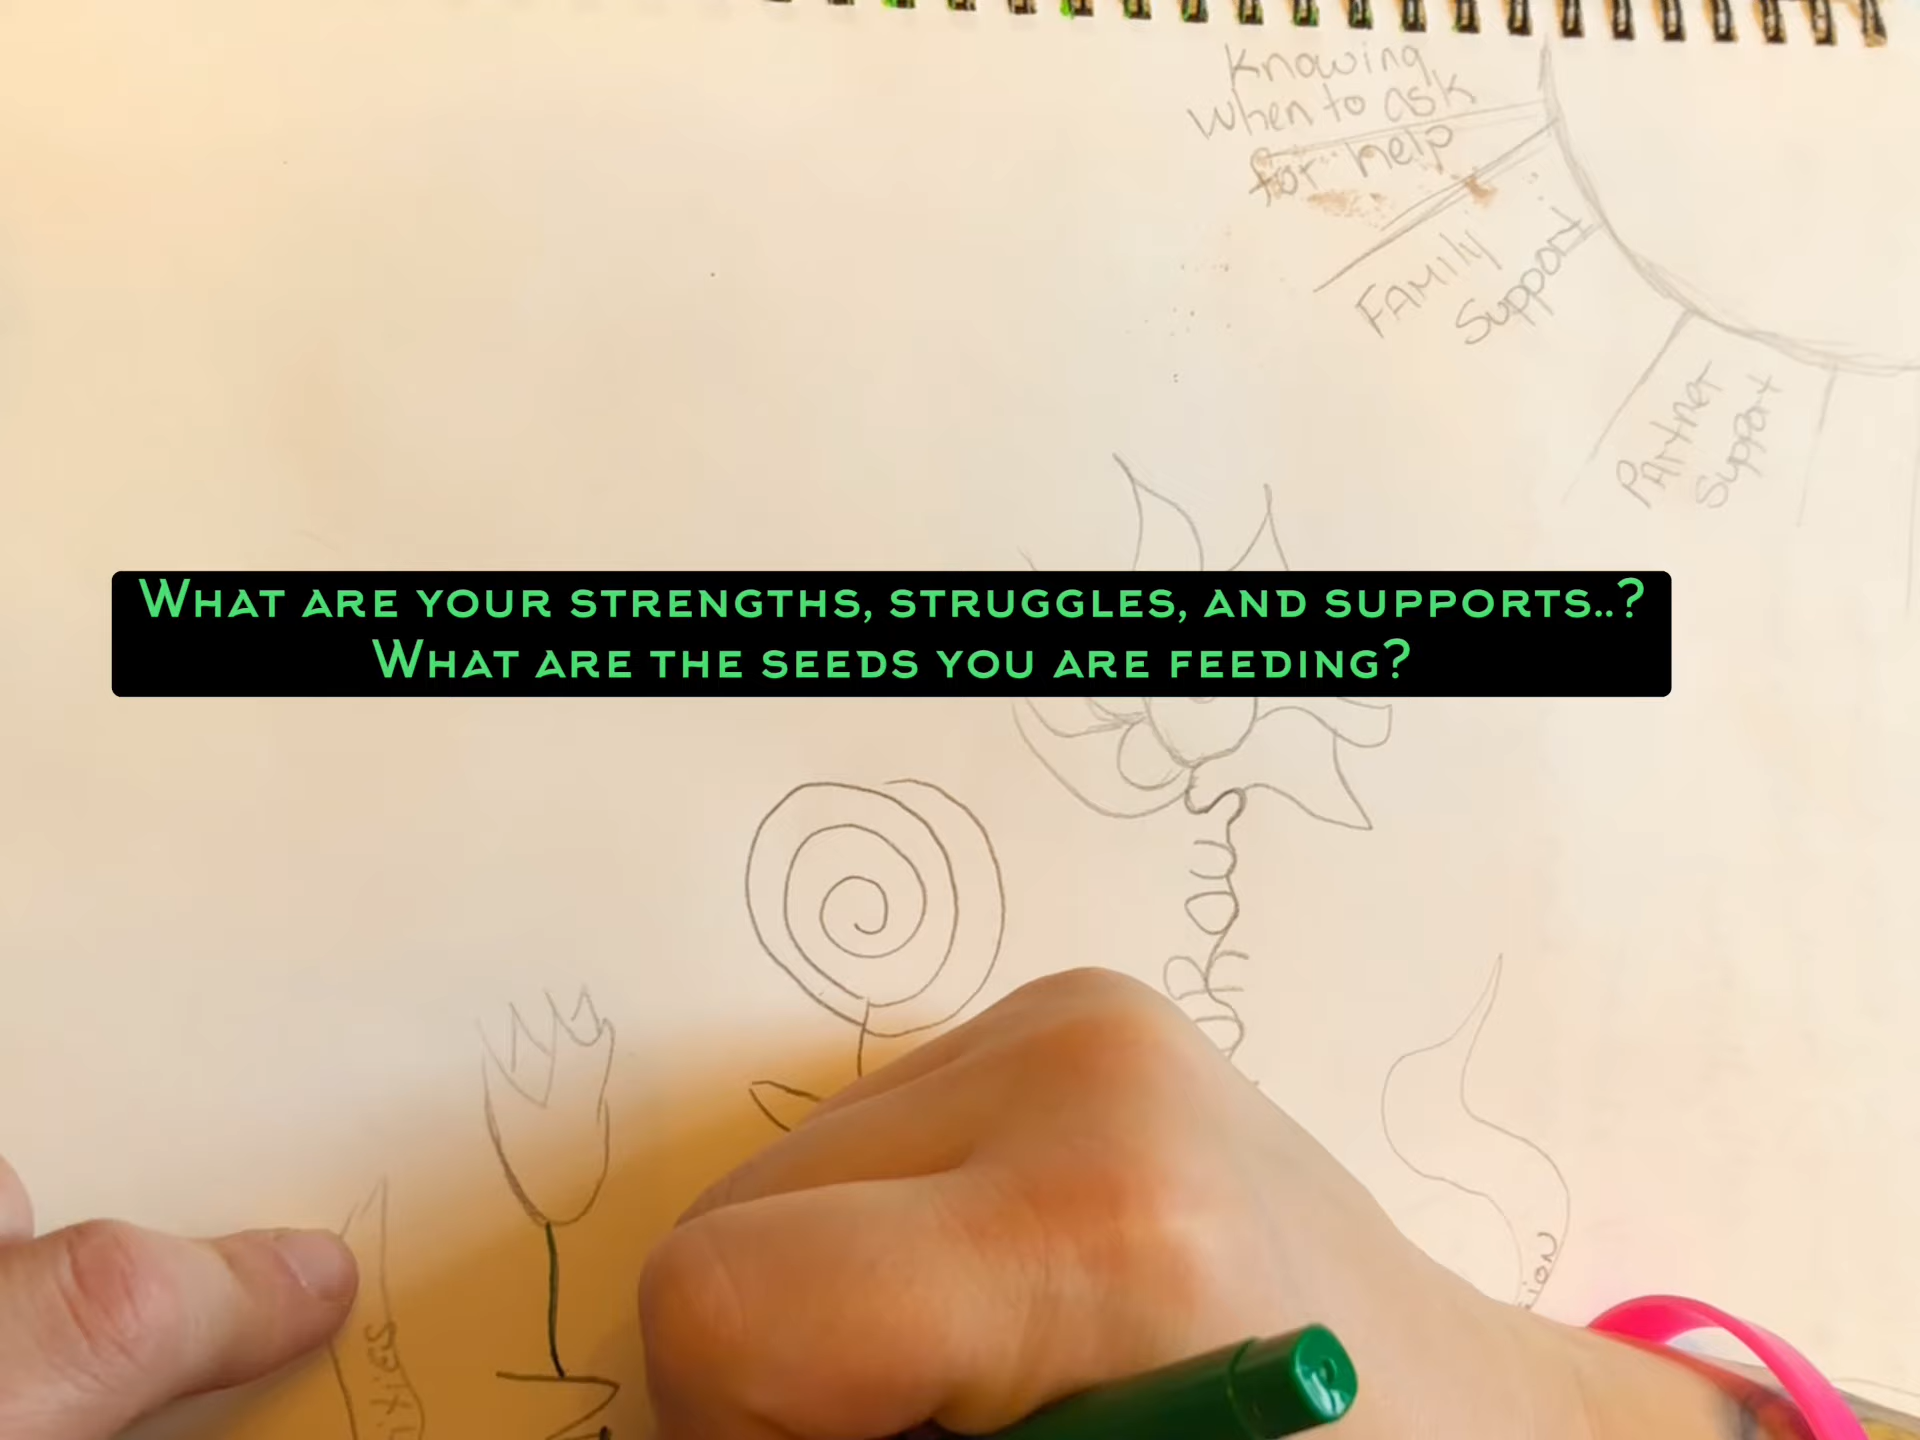 Knowing
when to ask
for help
FAMily
Support
PArtner
Support
What are your strengths, struggles, and supports..?
What are the seeds you are feeding?